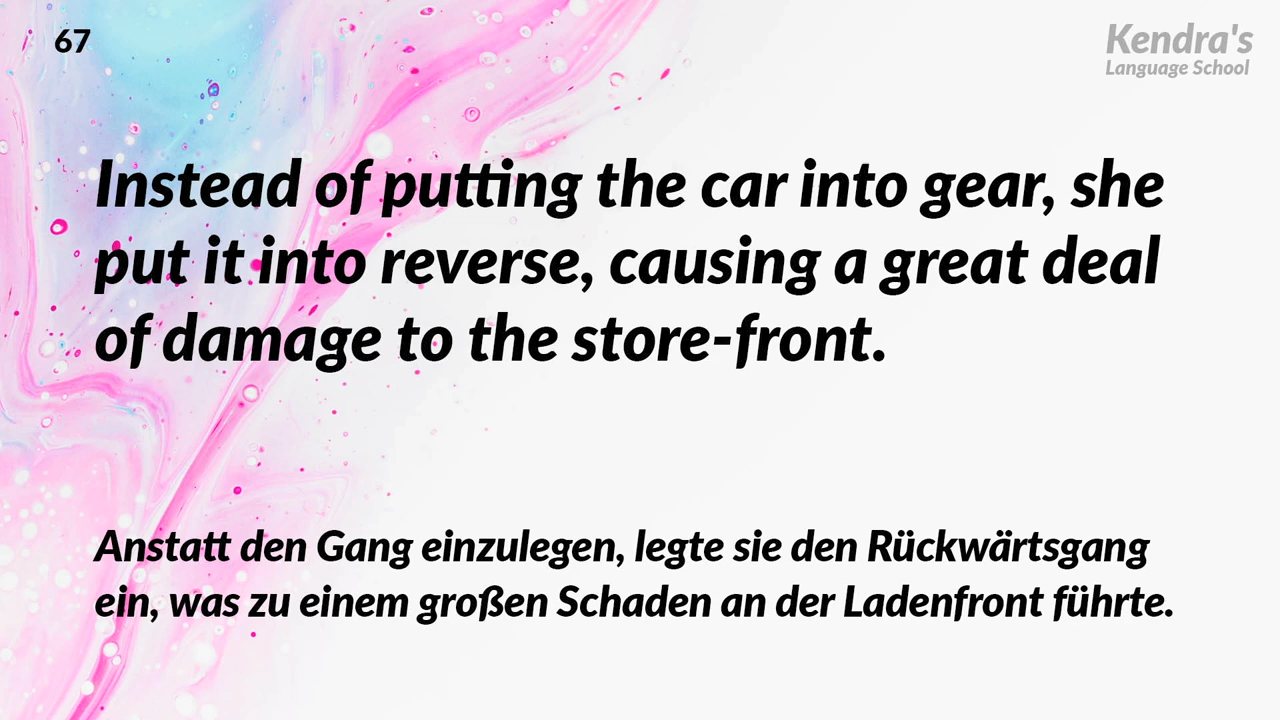 67
Kendra's
Language School
Instead of putting the car into gear, she
put it into reverse, causing a great deal
of damage to the store-front.
Anstatt den Gang einzulegen, legte sie den Rückwärtsgang
ein, was zu einem großen Schaden an der Ladenfront führte.